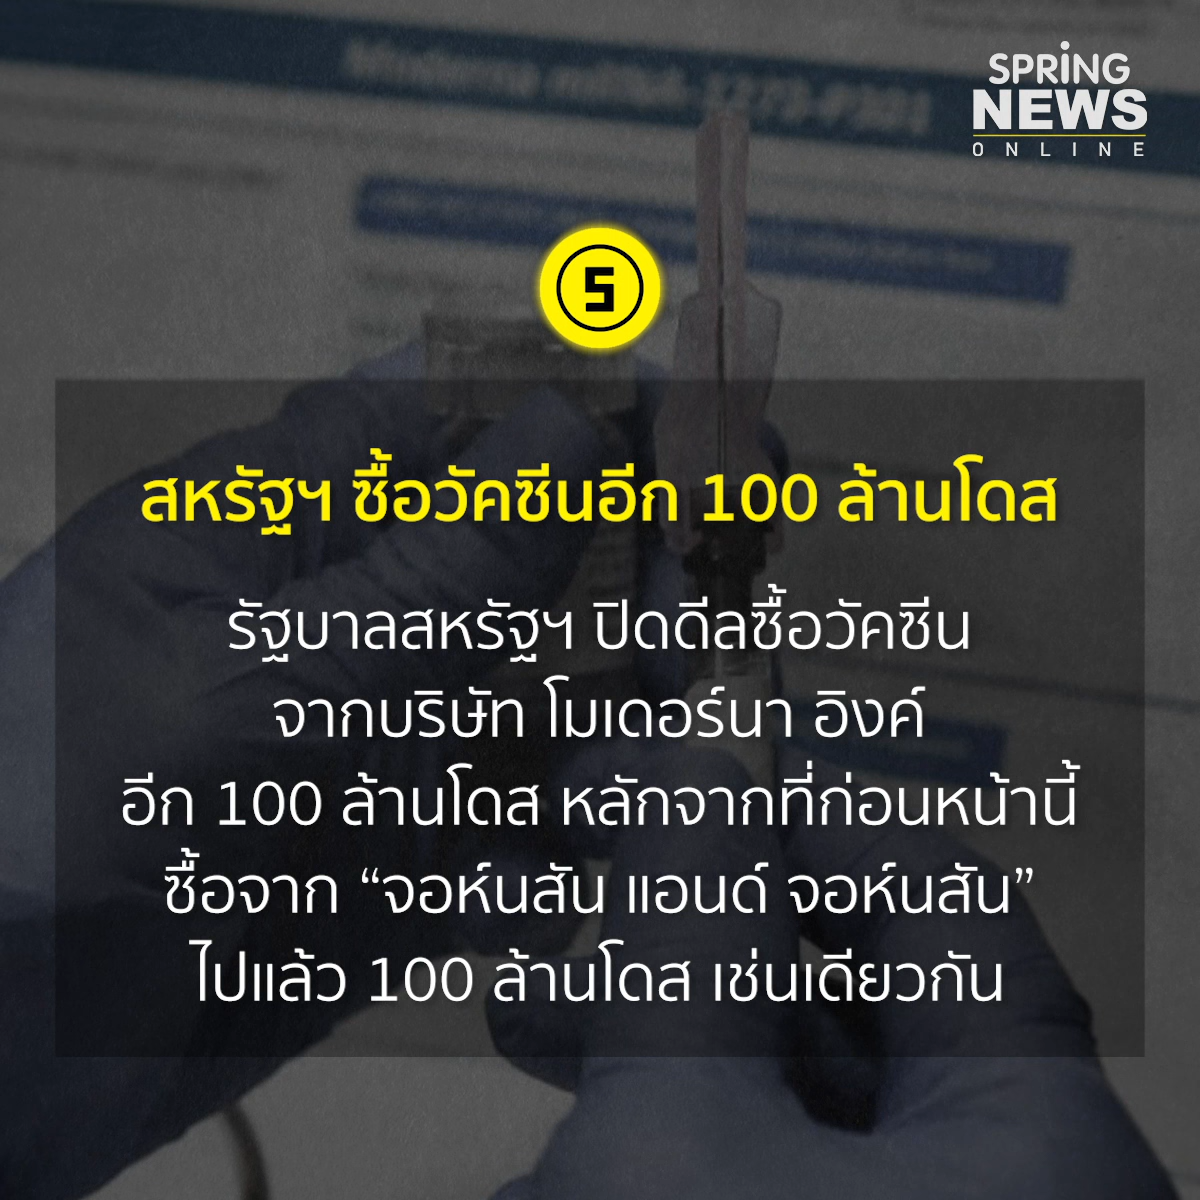 SPRiNG
NEWS
ONLINE
5
สหรัฐฯ ซื้อวัคซีนอีก 100 ล้านโดส
รัฐบาลสหรัฐฯ ปิดดีลซื้อวัคซีน
จากบริษัท โมเดอร์นา อิงค์
อีก 100 ล้านโดส หลักจากที่ก่อนหน้านี้
ซื้อจาก “จอห์นสัน แอนด์ จอห์นสัน”
ไปแล้ว 100 ล้านโดส เช่นเดียวกัน